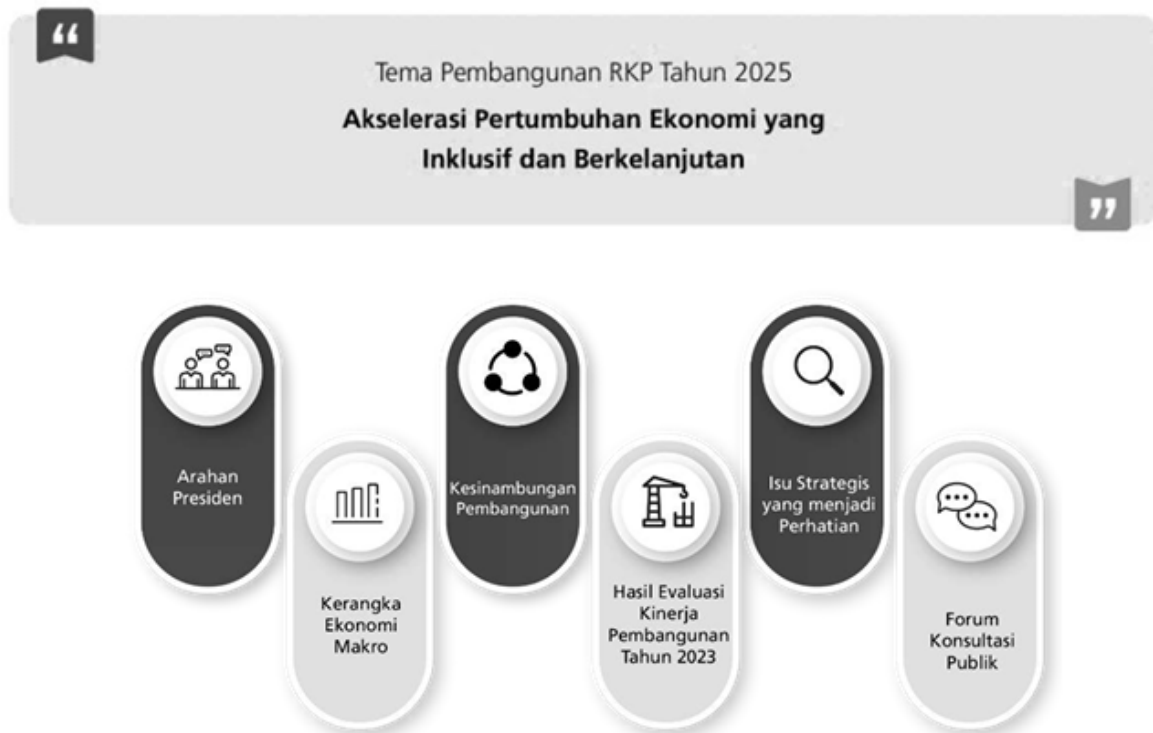 Tema Pembangunan RKP Tahun 2025
Akselerasi Pertumbuhan Ekonomi yang
Inklusif dan Berkelanjutan
Arahan
Presiden
Kerangka
Ekonomi
Makro
Kesinambungan
Pembangunan
Hasil Evaluasi
Kinerja
Pembangunan
Tahun 2023
Isu Strategis
yang menjadi
Perhatian
Forum
Konsultasi
Publik